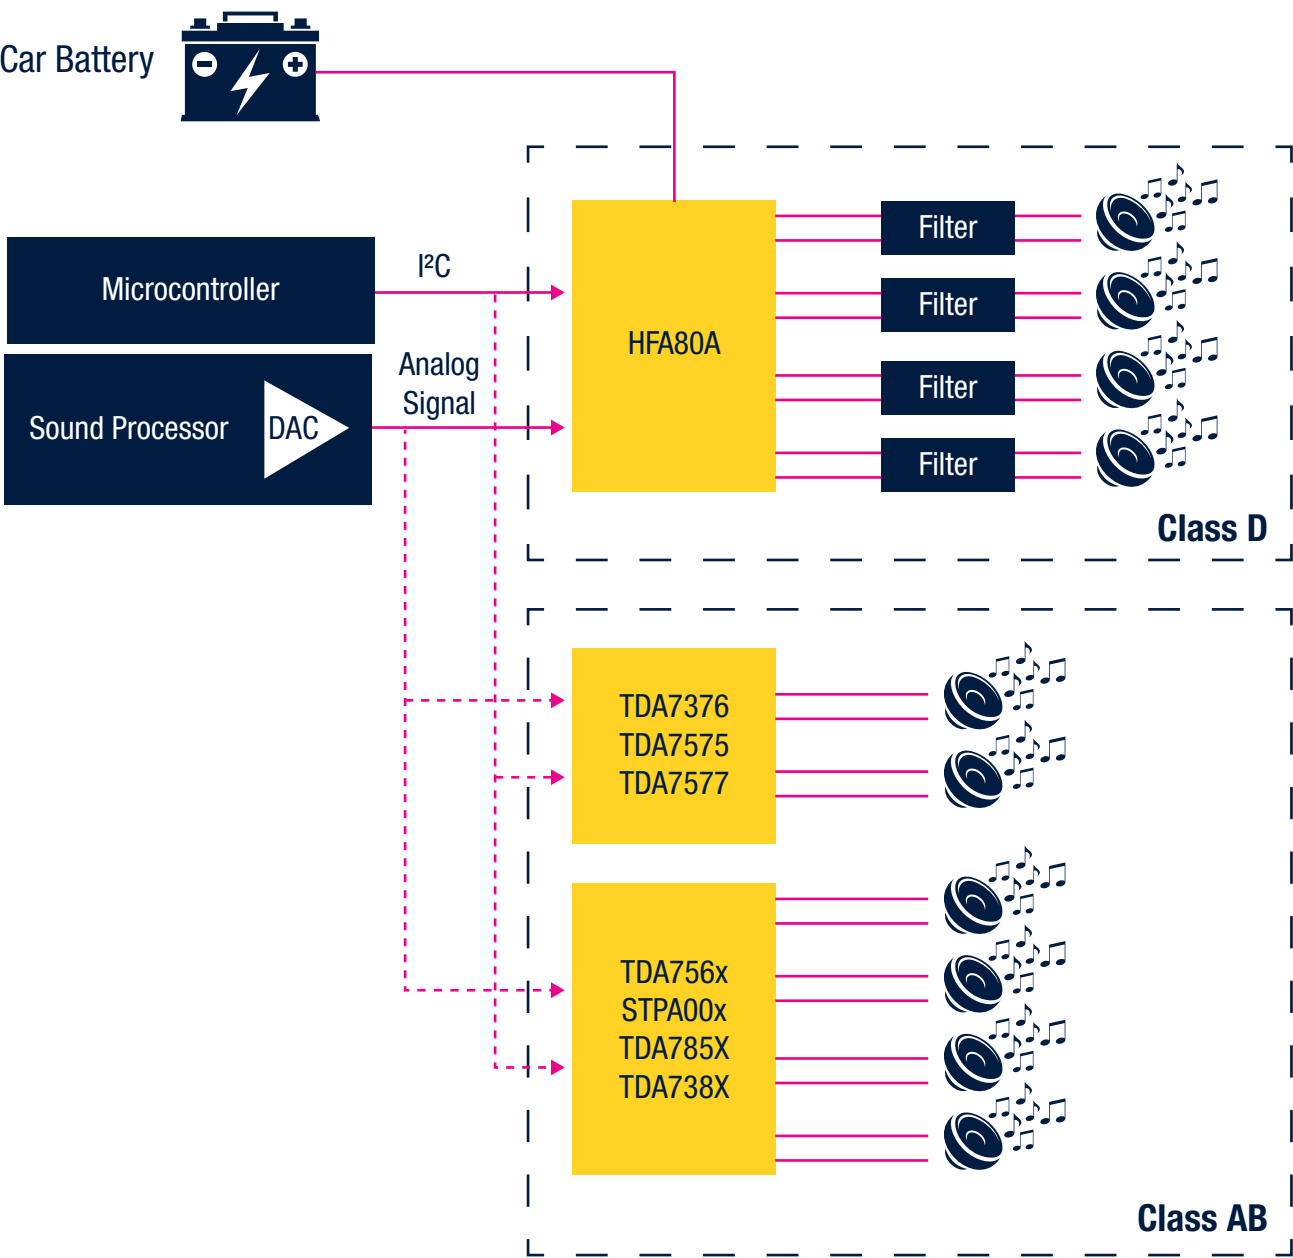 Car Battery
Microcontroller
I²C
Sound Processor
DAC
Analog
Signal
HFA80A
Filter
Filter
Filter
Filter
Class D
TDA7376
TDA7575
TDA7577
TDA756x
STPA00x
TDA785X
TDA738X
Class AB